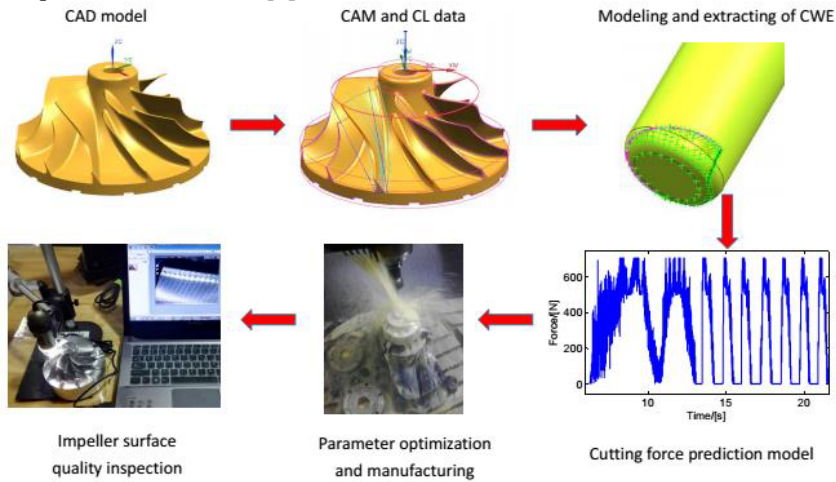 CAD model
CAM and CL data
Modeling and extracting of CWE
600
400
200
0
Force/[N]
10
15
20
Time/[s]
Impeller surface
quality inspection
Parameter optimization
and manufacturing
Cutting force prediction model